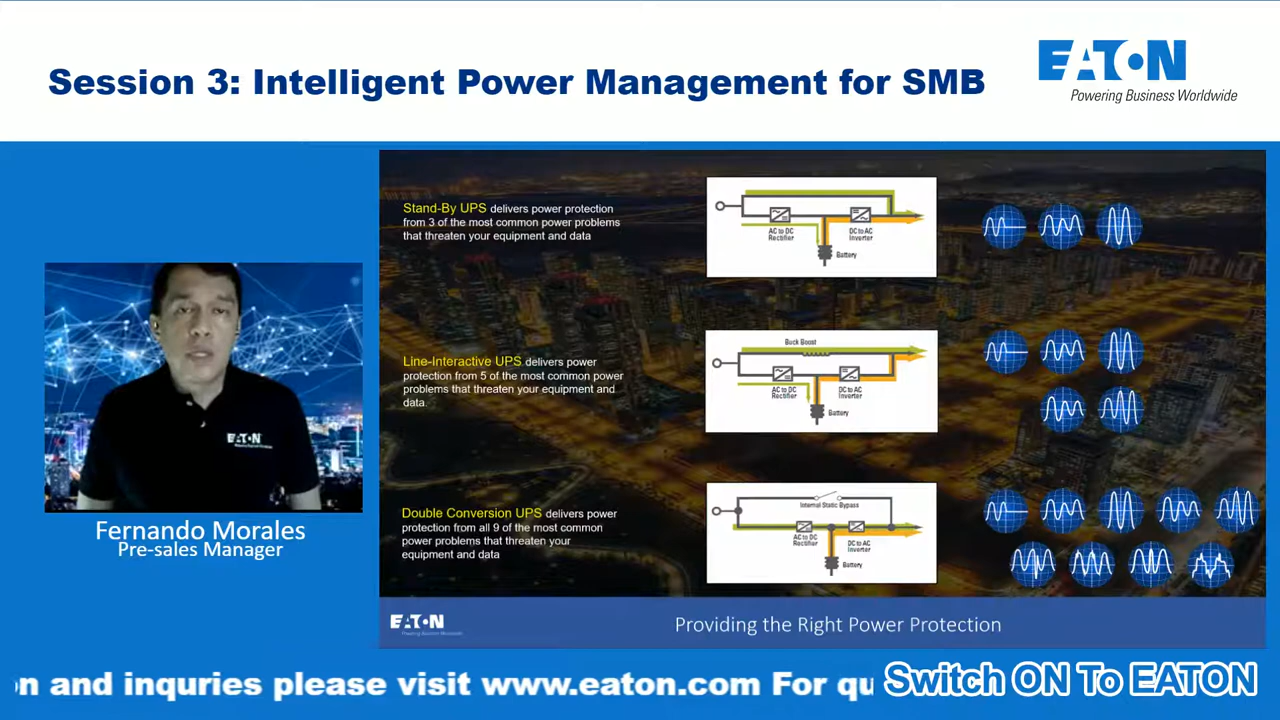 Session 3: Intelligent Power Management for SMB
EATON
Powering Business Worldwide
Stand-By UPS delivers power protection
from 3 of the most common power problems
that threaten your equipment and data
AC to DC
Rectifier
DC to AC
Inverter
Battery
Line-Interactive UPS delivers power
protection from 5 of the most common power
problems that threaten your equipment and
data.
Buck Boost
AC to DC
Rectifier
DC to AC
Inverter
Battery
Double Conversion UPS delivers power
protection from all 9 of the most common
power problems that threaten your
equipment and data
Internal Static Bypass
AC to DC
Rectifier
DC to AC
Inverter
Battery
EATON
Fernando Morales
Pre-sales Manager
EATON
Powering Business Worldwide
Providing the Right Power Protection
on and inquries please visit www.eaton.com For qu
Switch ON To EATON